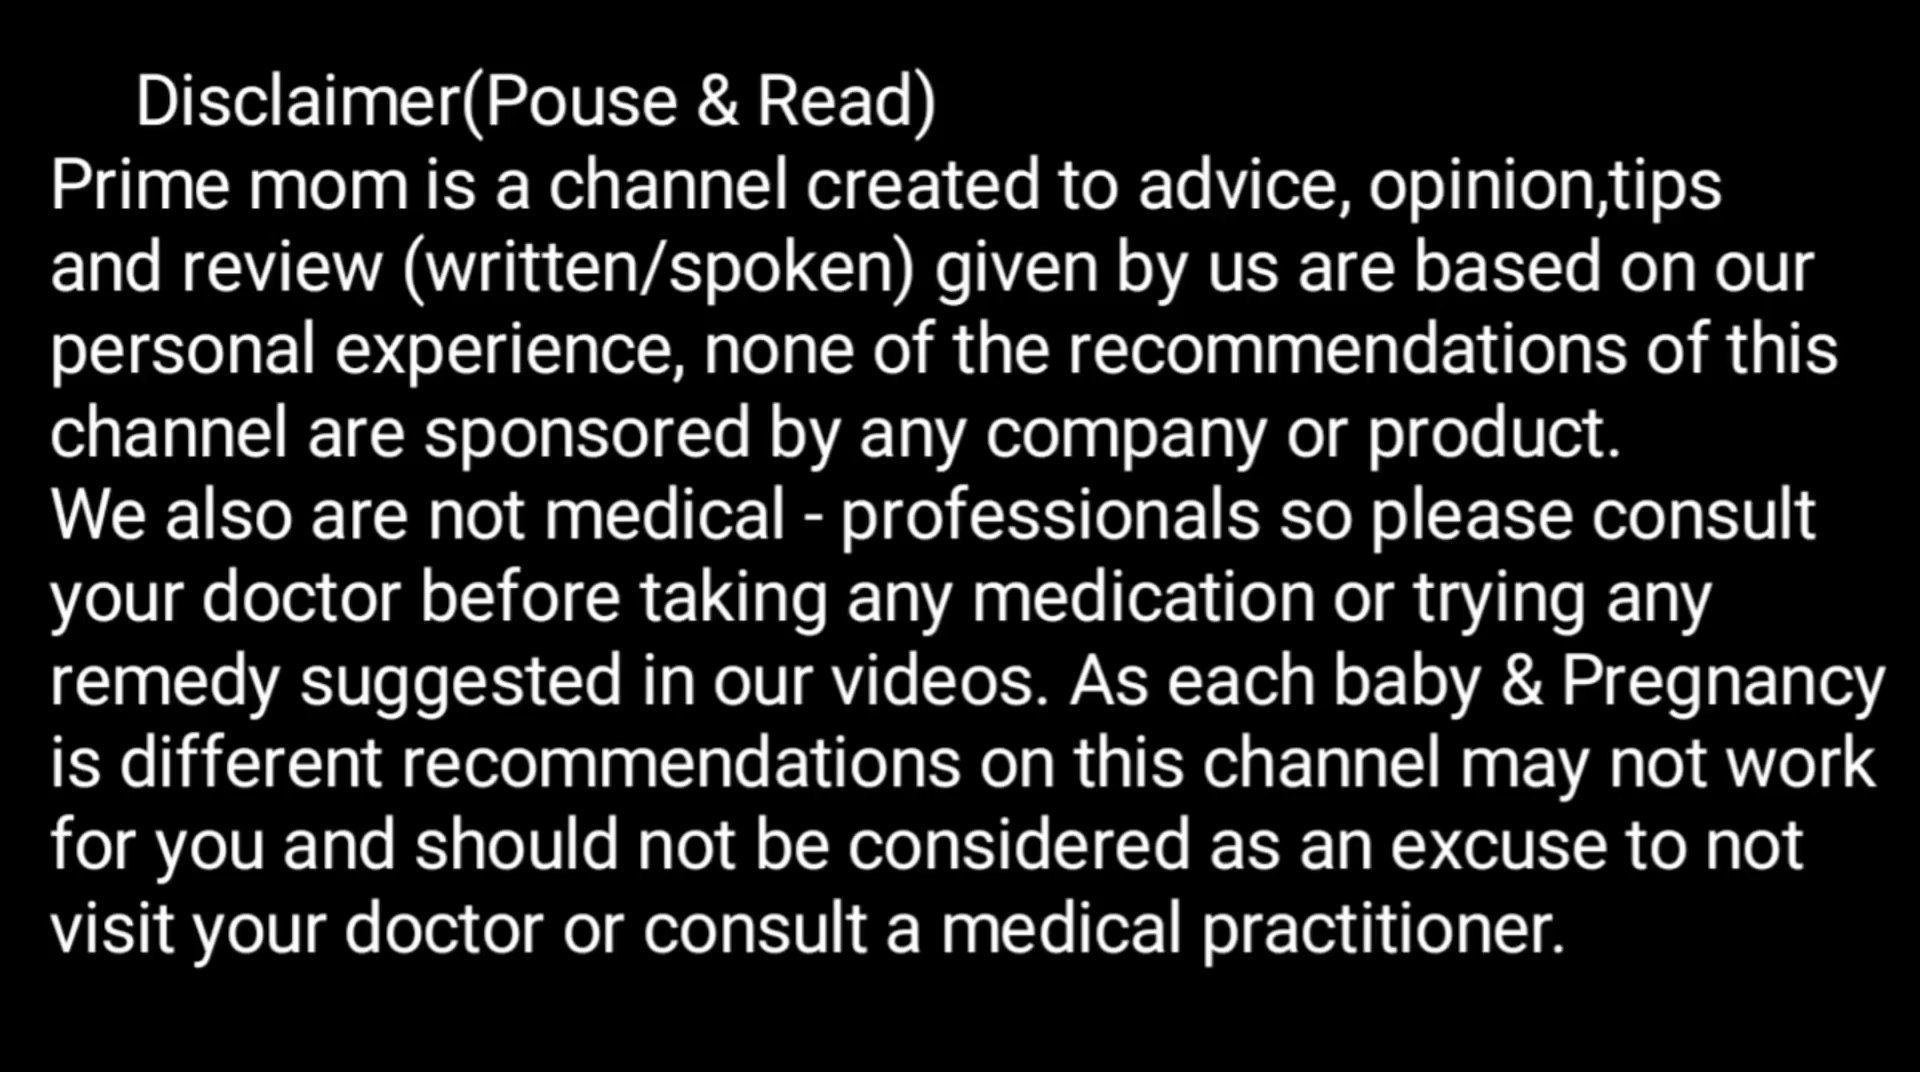 Disclaimer(Pouse & Read)
Prime mom is a channel created to advice, opinion,tips
and review (written/spoken) given by us are based on our
personal experience, none of the recommendations of this
channel are sponsored by any company or product.
We also are not medical - professionals so please consult
your doctor before taking any medication or trying any
remedy suggested in our videos. As each baby & Pregnancy
is different recommendations on this channel may not work
for you and should not be considered as an excuse to not
visit your doctor or consult a medical practitioner.